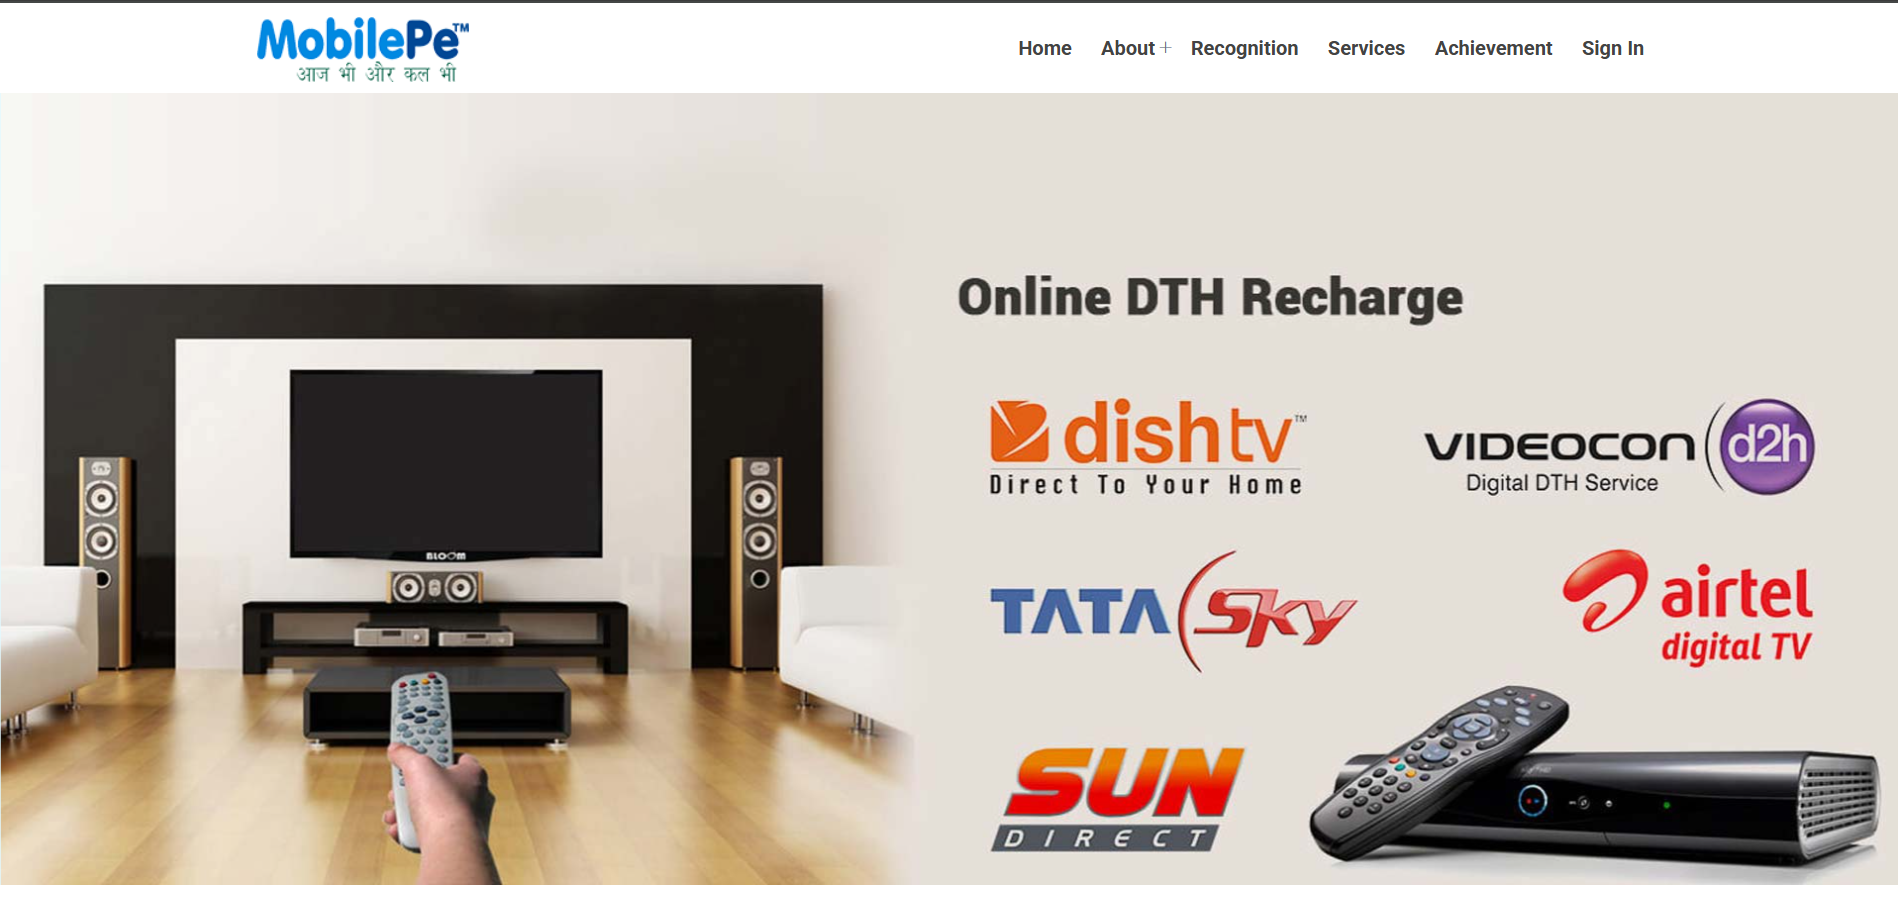 MobilePe™
आज भी और कल भी
Home
About +
Recognition
Services
Achievement
Sign In
Online DTH Recharge
dishtv™
Direct To Your Home
VIDEOCON d2h
Digital DTH Service
TATA Sky
airtel
digital TV
SUN
DIRECT
BLOOM